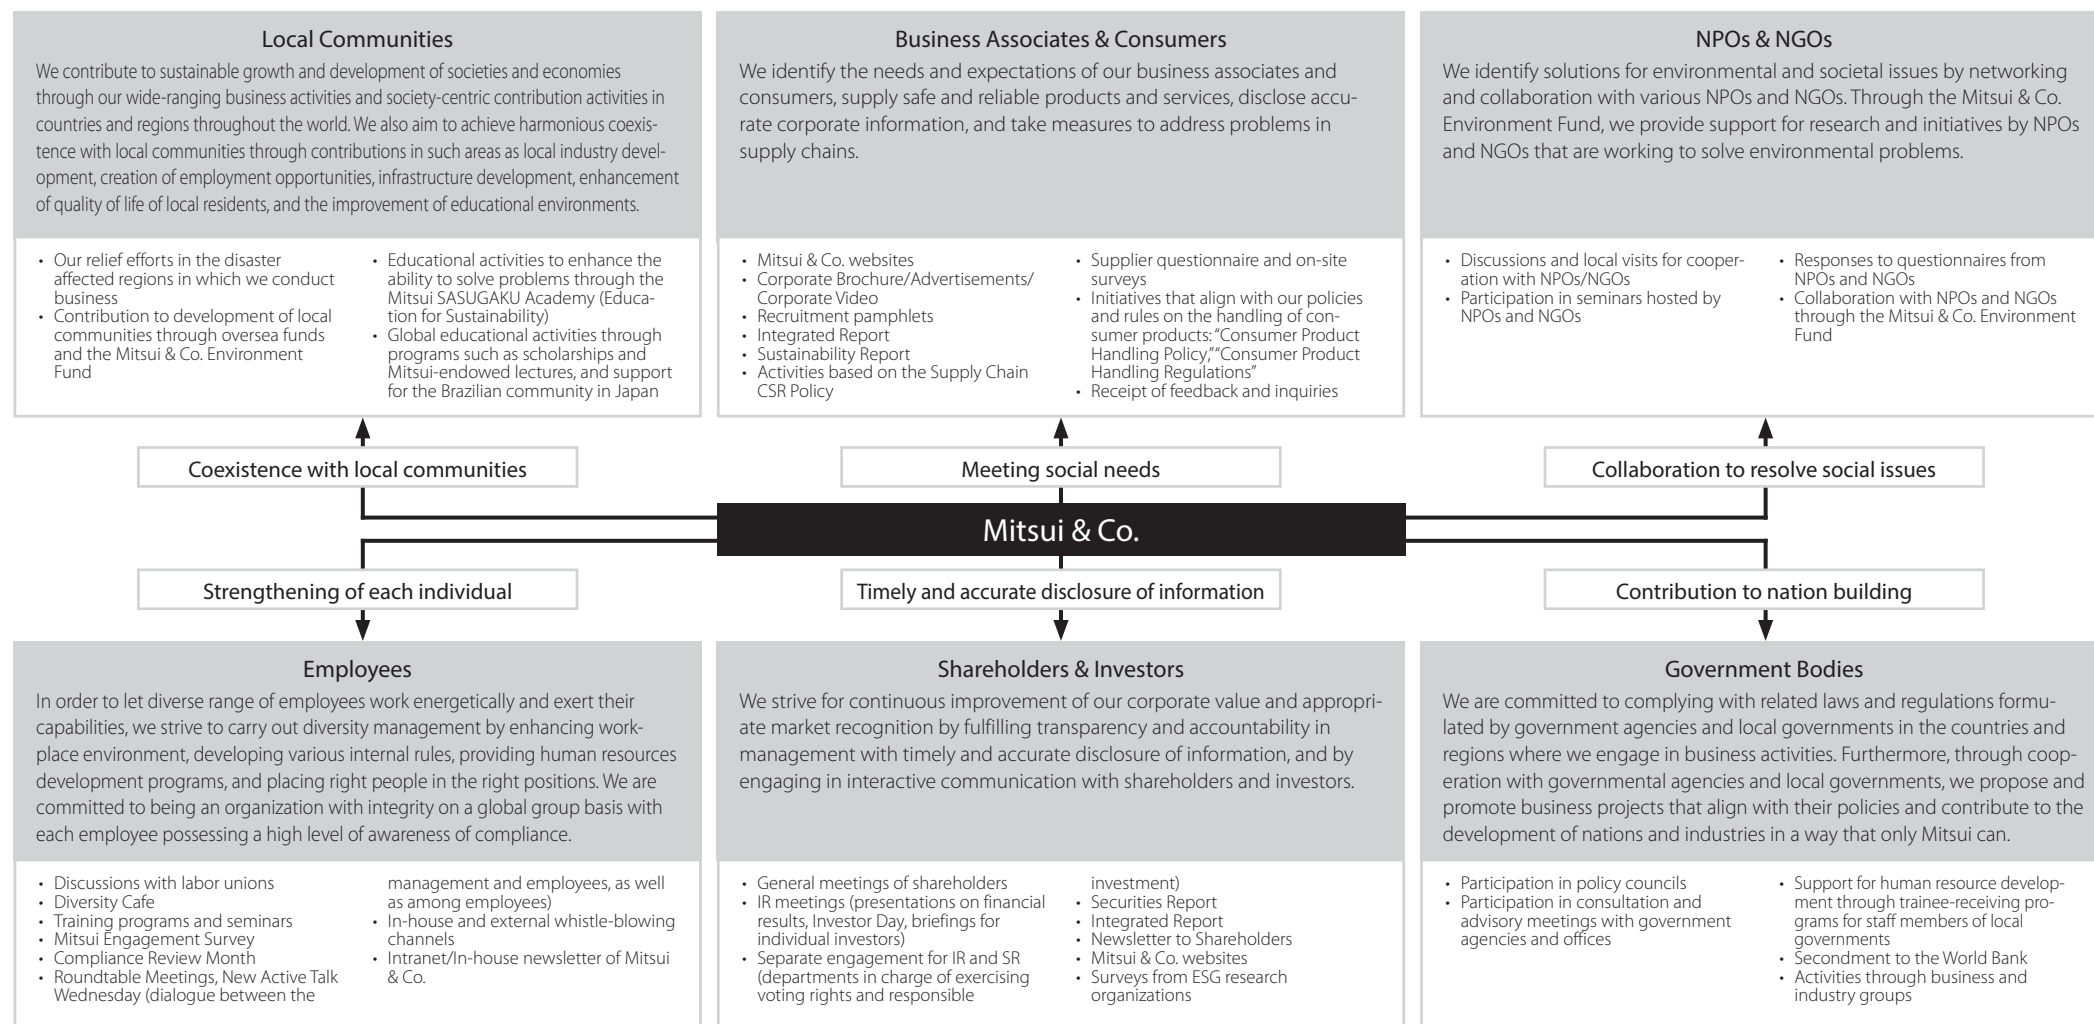 Local Communities
We contribute to sustainable growth and development of societies and economies
through our wide-ranging business activities and society-centric contribution activities in
countries and regions throughout the world. We also aim to achieve harmonious coexis-
tence with local communities through contributions in such areas as local industry devel-
opment, creation of employment opportunities, infrastructure development, enhancement
of quality of life of local residents, and the improvement of educational environments.
• Our relief efforts in the disaster
affected regions in which we conduct
business
• Contribution to development of local
communities through oversea funds
and the Mitsui & Co. Environment
Fund
• Educational activities to enhance the
ability to solve problems through the
Mitsui SASUGAKU Academy (Educa-
tion for Sustainability)
• Global educational activities through
programs such as scholarships and
Mitsui-endowed lectures, and support
for the Brazilian community in Japan
Business Associates & Consumers
We identify the needs and expectations of our business associates and
consumers, supply safe and reliable products and services, disclose accu-
rate corporate information, and take measures to address problems in
supply chains.
• Mitsui & Co. websites
• Corporate Brochure/Advertisements/
Corporate Video
• Recruitment pamphlets
• Integrated Report
• Sustainability Report
• Activities based on the Supply Chain
CSR Policy
• Supplier questionnaire and on-site
surveys
• Initiatives that align with our policies
and rules on the handling of con-
sumer products: “Consumer Product
Handling Policy,” “Consumer Product
Handling Regulations”
• Receipt of feedback and inquiries
NPOs & NGOs
We identify solutions for environmental and societal issues by networking
and collaboration with various NPOs and NGOs. Through the Mitsui & Co.
Environment Fund, we provide support for research and initiatives by NPOs
and NGOs that are working to solve environmental problems.
• Discussions and local visits for cooper-
ation with NPOs/NGOs
• Participation in seminars hosted by
NPOs and NGOs
• Responses to questionnaires from
NPOs and NGOs
• Collaboration with NPOs and NGOs
through the Mitsui & Co. Environment
Fund
Coexistence with local communities
Meeting social needs
Collaboration to resolve social issues
Mitsui & Co.
Strengthening of each individual
Timely and accurate disclosure of information
Contribution to nation building
Employees
In order to let diverse range of employees work energetically and exert their
capabilities, we strive to carry out diversity management by enhancing work-
place environment, developing various internal rules, providing human resources
development programs, and placing right people in the right positions. We are
committed to being an organization with integrity on a global group basis with
each employee possessing a high level of awareness of compliance.
• Discussions with labor unions
• Diversity Cafe
• Training programs and seminars
• Mitsui Engagement Survey
• Compliance Review Month
• Roundtable Meetings, New Active Talk
Wednesday (dialogue between the
management and employees, as well
as among employees)
• In-house and external whistle-blowing
channels
• Intranet/In-house newsletter of Mitsui
& Co.
Shareholders & Investors
We strive for continuous improvement of our corporate value and appropri-
ate market recognition by fulfilling transparency and accountability in
management with timely and accurate disclosure of information, and by
engaging in interactive communication with shareholders and investors.
• General meetings of shareholders
• IR meetings (presentations on financial
results, Investor Day, briefings for
individual investors)
• Separate engagement for IR and SR
(departments in charge of exercising
voting rights and responsible
investment)
• Securities Report
• Integrated Report
• Newsletter to Shareholders
• Mitsui & Co. websites
• Surveys from ESG research
organizations
Government Bodies
We are committed to complying with related laws and regulations formu-
lated by government agencies and local governments in the countries and
regions where we engage in business activities. Furthermore, through coop-
eration with governmental agencies and local governments, we propose and
promote business projects that align with their policies and contribute to the
development of nations and industries in a way that only Mitsui can.
• Participation in policy councils
• Participation in consultation and
advisory meetings with government
agencies and offices
• Support for human resource develop-
ment through trainee-receiving pro-
grams for staff members of local
governments
• Secondment to the World Bank
• Activities through business and
industry groups